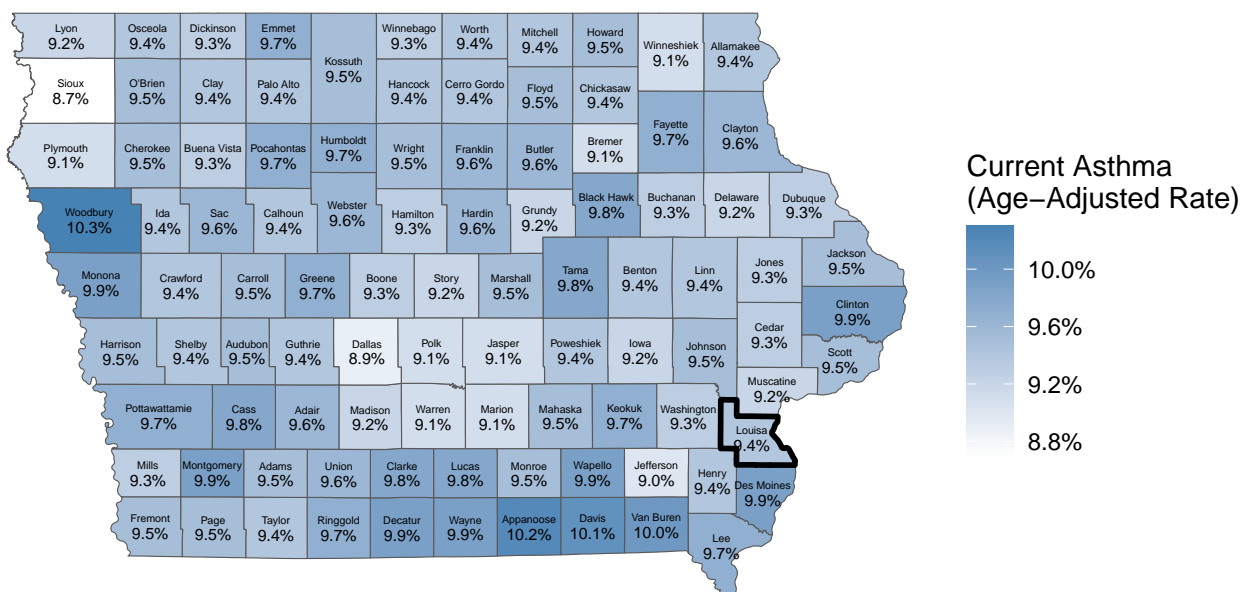 Lyon
9.2%
Osceola
9.4%
Dickinson
9.3%
Emmet
9.7%
Kossuth
9.5%
Winnebago
9.3%
Worth
9.4%
Mitchell
9.4%
Howard
9.5%
Winneshiek
9.1%
Allamakee
9.4%
Sioux
8.7%
O'Brien
9.5%
Clay
9.4%
Palo Alto
9.4%
Hancock
9.4%
Cerro Gordo
9.4%
Floyd
9.5%
Chickasaw
9.4%
Plymouth
9.1%
Cherokee
9.5%
Buena Vista
9.3%
Pocahontas
9.7%
Humboldt
9.7%
Wright
9.5%
Franklin
9.6%
Butler
9.6%
Bremer
9.1%
Fayette
9.7%
Clayton
9.6%
Woodbury
10.3%
Ida
9.4%
Sac
9.6%
Calhoun
9.4%
Webster
9.6%
Hamilton
9.3%
Hardin
9.6%
Grundy
9.2%
Black Hawk
9.8%
Buchanan
9.3%
Delaware
9.2%
Dubuque
9.3%
Monona
9.9%
Crawford
9.4%
Carroll
9.5%
Greene
9.7%
Boone
9.3%
Story
9.2%
Marshall
9.5%
Tama
9.8%
Benton
9.4%
Linn
9.4%
Jones
9.3%
Jackson
9.5%
Clinton
9.9%
Harrison
9.5%
Shelby
9.4%
Audubon
9.5%
Guthrie
9.4%
Dallas
8.9%
Polk
9.1%
Jasper
9.1%
Poweshiek
9.4%
Iowa
9.2%
Johnson
9.5%
Cedar
9.3%
Scott
9.5%
Muscatine
9.2%
Pottawattamie
9.7%
Cass
9.8%
Adair
9.6%
Madison
9.2%
Warren
9.1%
Marion
9.1%
Mahaska
9.5%
Keokuk
9.7%
Washington
9.3%
Louisa
9.4%
Mills
9.3%
Montgomery
9.9%
Adams
9.5%
Union
9.6%
Clarke
9.8%
Lucas
9.8%
Monroe
9.5%
Wapello
9.9%
Jefferson
9.0%
Henry
9.4%
Des Moines
9.9%
Fremont
9.5%
Page
9.5%
Taylor
9.4%
Ringgold
9.7%
Decatur
9.9%
Wayne
9.9%
Appanoose
10.2%
Davis
10.1%
Van Buren
10.0%
Lee
9.7%
Current Asthma
(Age−Adjusted Rate)
10.0%
9.6%
9.2%
8.8%